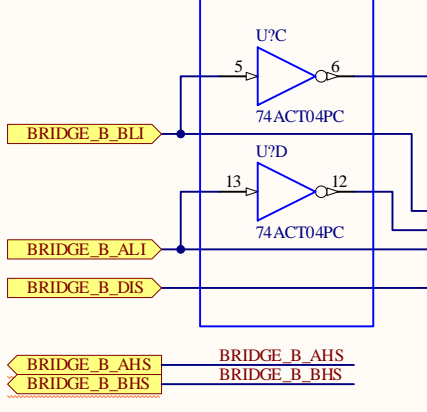 U?C
5
6
74ACT04PC
BRIDGE_B_BLI
U?D
13
12
74ACT04PC
BRIDGE_B_ALI
BRIDGE_B_DIS
BRIDGE_B_AHS
BRIDGE_B_AHS
BRIDGE_B_BHS
BRIDGE_B_BHS